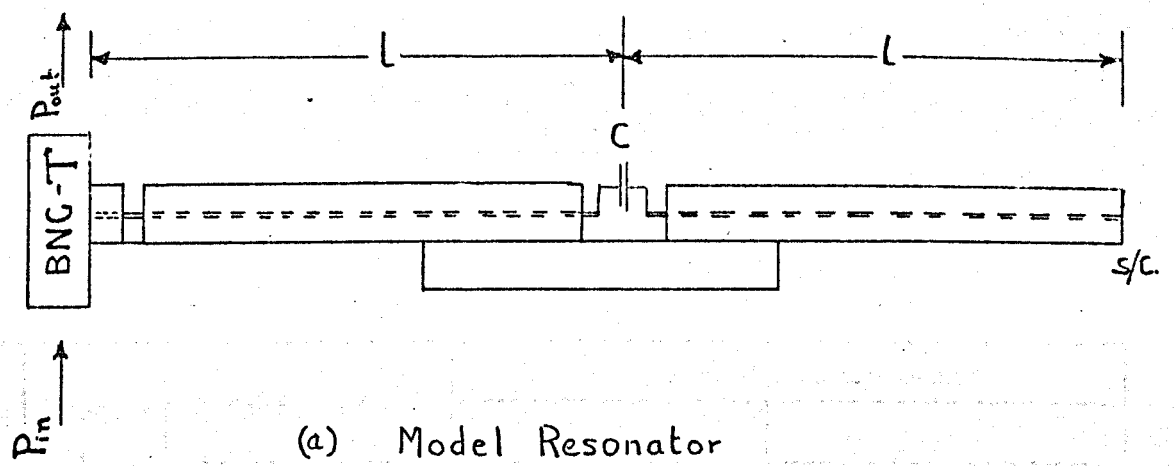 Pout
l
l
C
BNC-T
S/C.
Pin
(a) Model Resonator